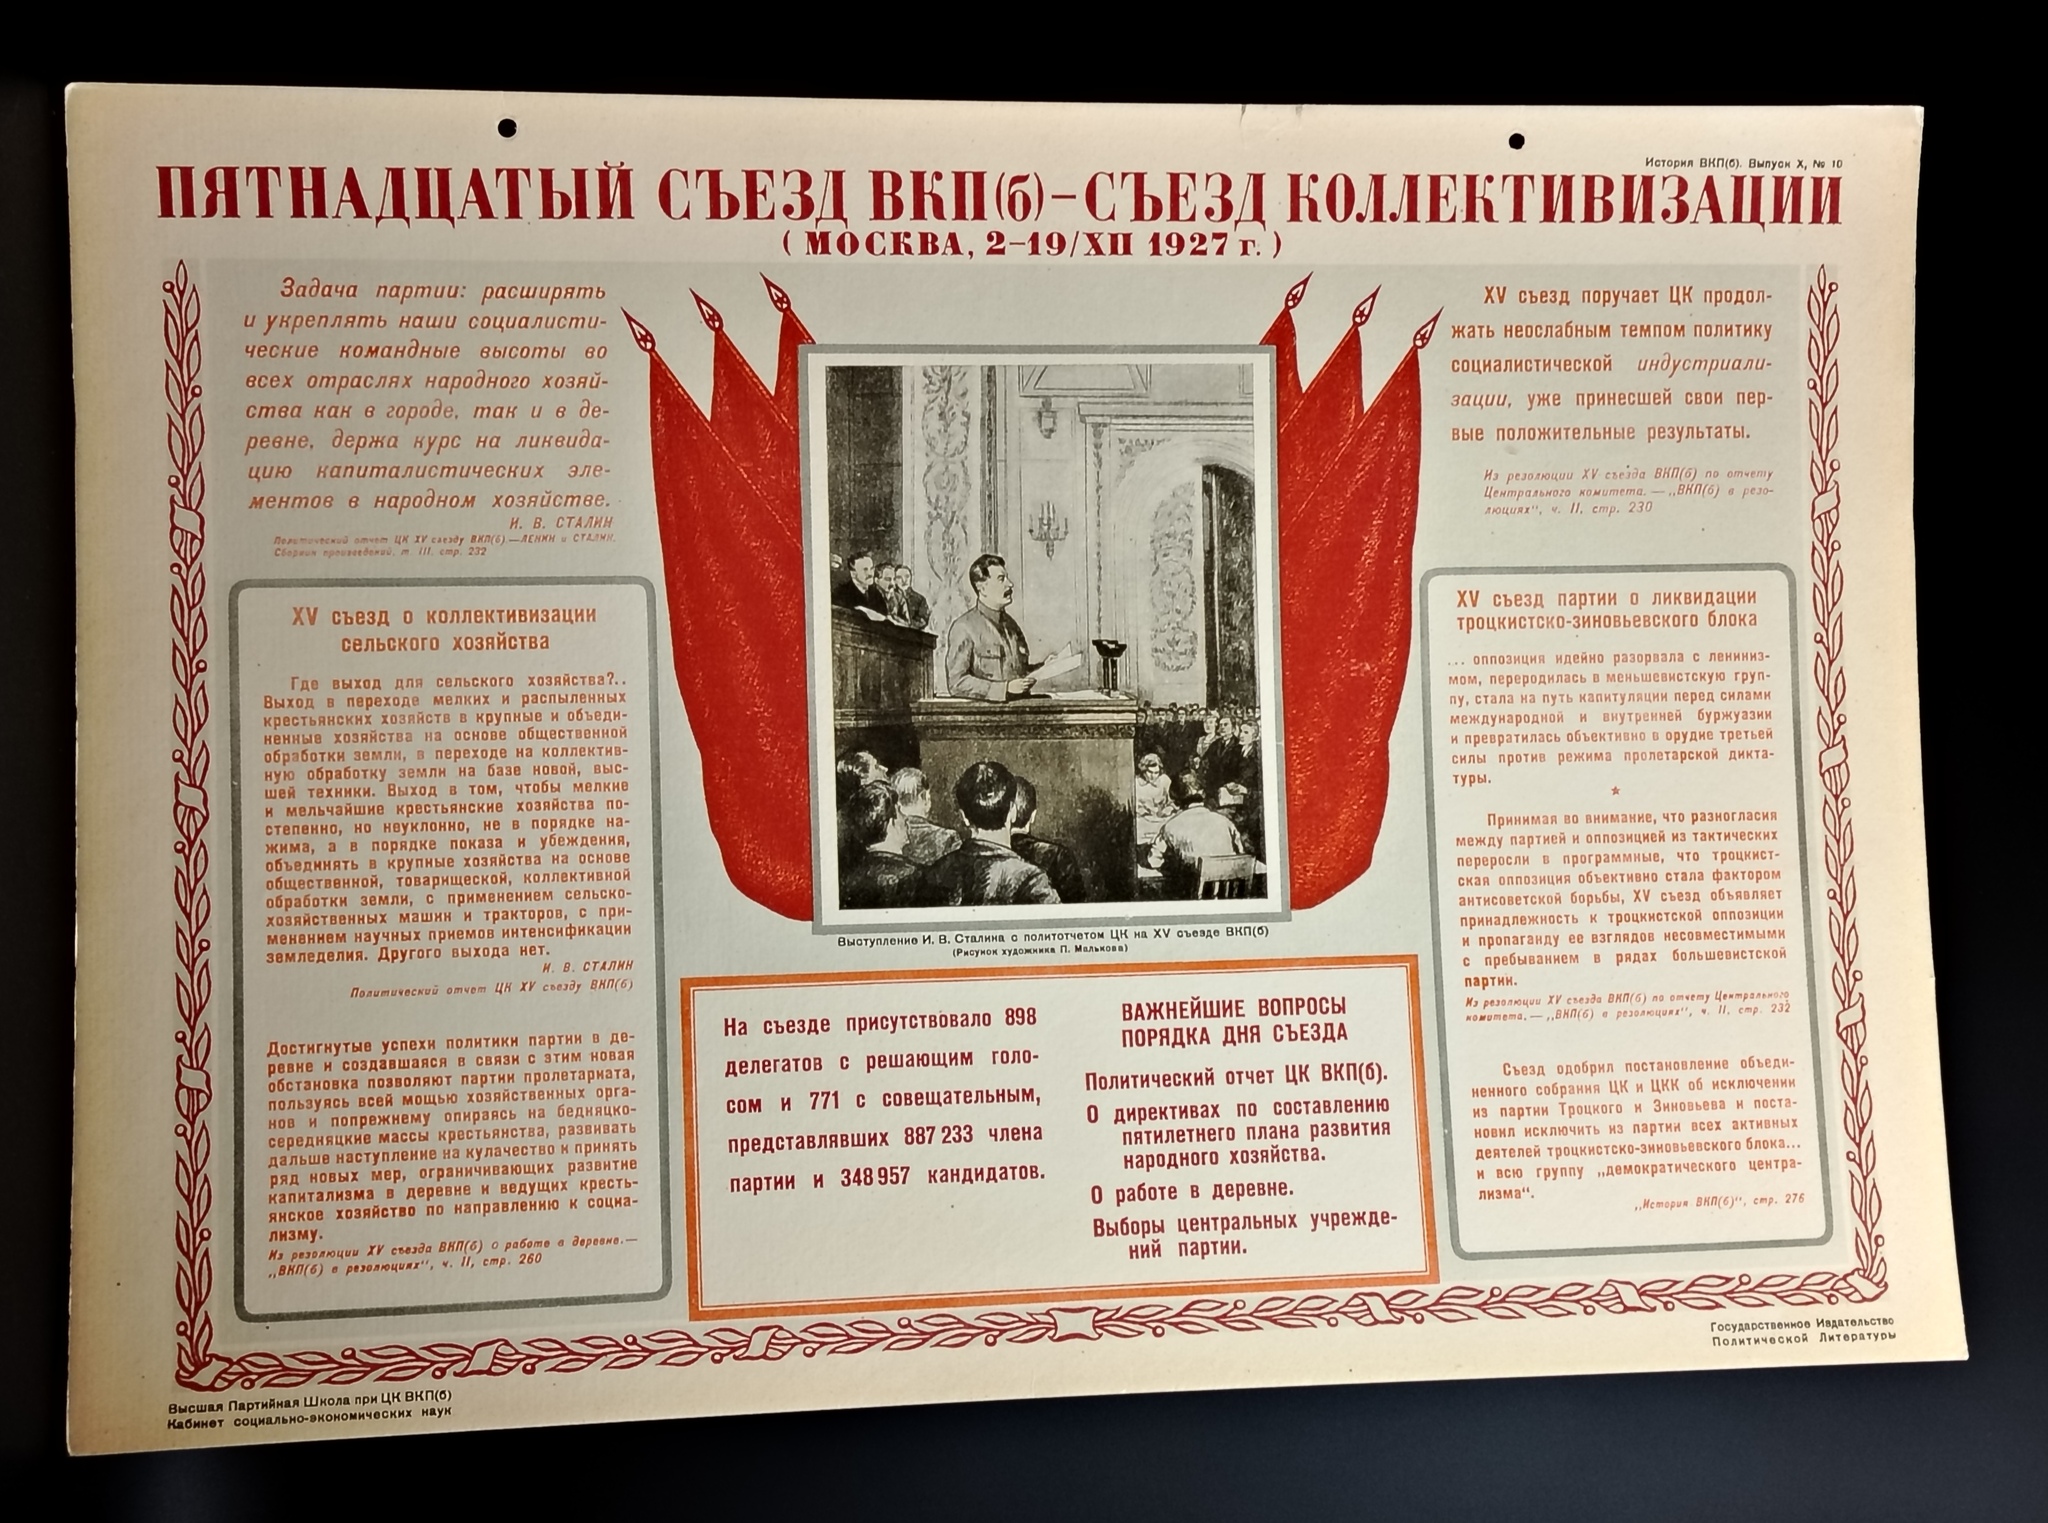 История ВКП(б). Выпуск X, № 10
ПЯТНАДЦАТЫЙ СЪЕЗД ВКП(б) – СЪЕЗД КОЛЛЕКТИВИЗАЦИИ
( МОСКВА, 2–19/XII 1927 г. )
Задача партии: расширять
и укреплять наши социалисти-
ческие командные высоты во
всех отраслях народного хозяй-
ства как в городе, так и в де-
ревне, держа курс на ликвида-
цию капиталистических эле-
ментов в народном хозяйстве.
И. В. СТАЛИН
Политический отчет ЦК XV съезду ВКП(б).—ЛЕНИН и СТАЛИН.
Сборник произведений, т. III, стр. 232
XV съезд о коллективизации
сельского хозяйства
Где выход для сельского хозяйства?..
Выход в переходе мелких и распыленных
крестьянских хозяйств в крупные и объеди-
ненные хозяйства на основе общественной
обработки земли, в переходе на коллектив-
ную обработку земли на базе новой, выс-
шей техники. Выход в том, чтобы мелкие
и мельчайшие крестьянские хозяйства по-
степенно, но неуклонно, не в порядке на-
жима, а в порядке показа и убеждения,
объединять в крупные хозяйства на основе
общественной, товарищеской, коллективной
обработки земли, с применением сельско-
хозяйственных машин и тракторов, с при-
менением научных приемов интенсификации
земледелия. Другого выхода нет.
И. В. СТАЛИН
Политический отчет ЦК XV съезду ВКП(б)
Достигнутые успехи политики партии в де-
ревне и создавшаяся в связи с этим новая
обстановка позволяют партии пролетариата,
пользуясь всей мощью хозяйственных орга-
нов и попрежнему опираясь на бедняцко-
середняцкие массы крестьянства, развивать
дальше наступление на кулачество и принять
ряд новых мер, ограничивающих развитие
капитализма в деревне и ведущих кресть-
янское хозяйство по направлению к социа-
лизму.
Из резолюции XV съезда ВКП(б) о работе в деревне.—
„ВКП(б) в резолюциях“, ч. II, стр. 260
Выступление И. В. Сталина с политотчетом ЦК на XV съезде ВКП(б)
(Рисунок художника П. Малькова)
На съезде присутствовало 898
делегатов с решающим голо-
сом и 771 с совещательным,
представлявших 887 233 члена
партии и 348 957 кандидатов.
ВАЖНЕЙШИЕ ВОПРОСЫ
ПОРЯДКА ДНЯ СЪЕЗДА
Политический отчет ЦК ВКП(б).
О директивах по составлению
пятилетнего плана развития
народного хозяйства.
О работе в деревне.
Выборы центральных учрежде-
ний партии.
XV съезд поручает ЦК продол-
жать неослабным темпом политику
социалистической индустриали-
зации, уже принесшей свои пер-
вые положительные результаты.
Из резолюции XV съезда ВКП(б) по отчету
Центрального комитета. — „ВКП(б) в резо-
люциях“, ч. II, стр. 230
XV съезд партии о ликвидации
троцкистско-зиновьевского блока
... оппозиция идейно разорвала с лениниз-
мом, переродилась в меньшевистскую груп-
пу, стала на путь капитуляции перед силами
международной и внутренней буржуазии
и превратилась объективно в орудие третьей
силы против режима пролетарской дикта-
туры.
★
Принимая во внимание, что разногласия
между партией и оппозицией из тактических
переросли в программные, что троцкист-
ская оппозиция объективно стала фактором
антисоветской борьбы, XV съезд объявляет
принадлежность к троцкистской оппозиции
и пропаганду ее взглядов несовместимыми
с пребыванием в рядах большевистской
партии.
Из резолюции XV съезда ВКП(б) по отчету Центрального
комитета. — „ВКП(б) в резолюциях“, ч. II, стр. 232
Съезд одобрил постановление объеди-
ненного собрания ЦК и ЦКК об исключении
из партии Троцкого и Зиновьева и поста-
новил исключить из партии всех активных
деятелей троцкистско-зиновьевского блока...
и всю группу „демократического центра-
лизма“.
„История ВКП(б)“, стр. 276
Высшая Партийная Школа при ЦК ВКП(б)
Кабинет социально-экономических наук
Государственное Издательство
Политической Литературы